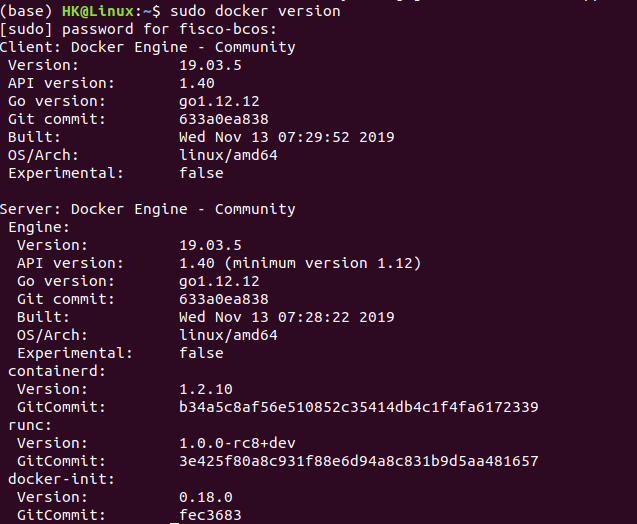 (base) HK@Linux:~$ sudo docker version
[sudo] password for fisco-bcos:
Client: Docker Engine - Community
 Version:           19.03.5
 API version:       1.40
 Go version:        go1.12.12
 Git commit:        633a0ea838
 Built:             Wed Nov 13 07:29:52 2019
 OS/Arch:           linux/amd64
 Experimental:      false

Server: Docker Engine - Community
 Engine:
  Version:          19.03.5
  API version:      1.40 (minimum version 1.12)
  Go version:       go1.12.12
  Git commit:       633a0ea838
  Built:            Wed Nov 13 07:28:22 2019
  OS/Arch:          linux/amd64
  Experimental:     false
 containerd:
  Version:          1.2.10
  GitCommit:        b34a5c8af56e510852c35414db4c1f4fa6172339
 runc:
  Version:          1.0.0-rc8+dev
  GitCommit:        3e425f80a8c931f88e6d94a8c831b9d5aa481657
 docker-init:
  Version:          0.18.0
  GitCommit:        fec3683